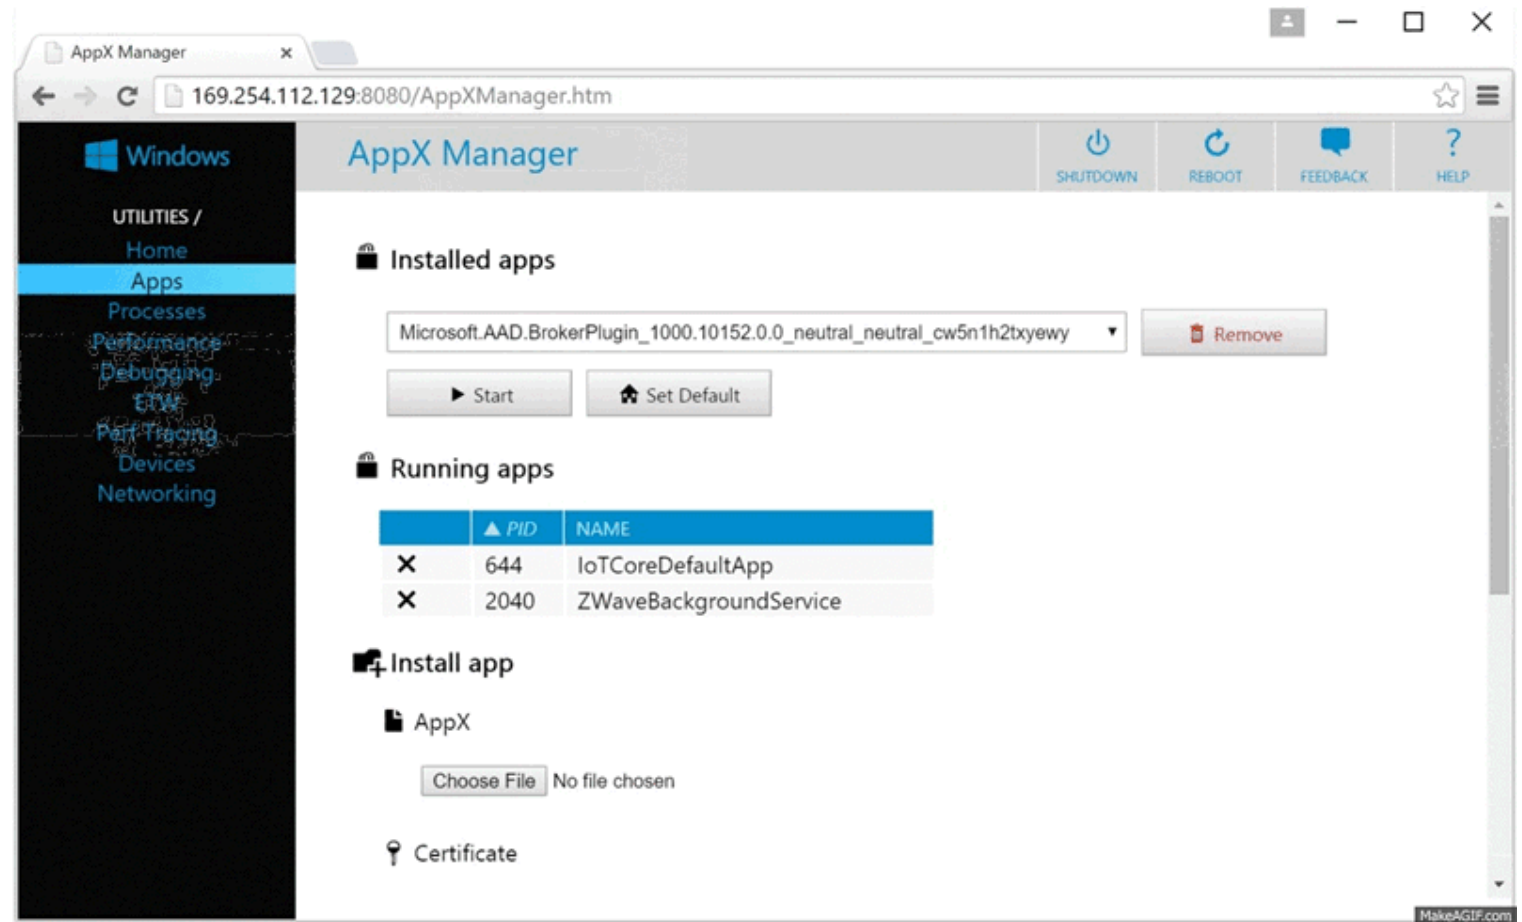 AppX Manager
169.254.112.129:8080/AppXManager.htm
Windows
AppX Manager
SHUTDOWN
REBOOT
FEEDBACK
? HELP
UTILITIES /
Home
Apps
Processes
Performance
Debugging
ETW
Perf Tracing
Devices
Networking
Installed apps
Microsoft.AAD.BrokerPlugin_1000.10152.0.0_neutral_neutral_cw5n1h2txyewy
Remove
Start
Set Default
Running apps
PID NAME
644 IoTCoreDefaultApp
2040 ZWaveBackgroundService
Install app
AppX
Choose File No file chosen
Certificate
MakeAGIF.com